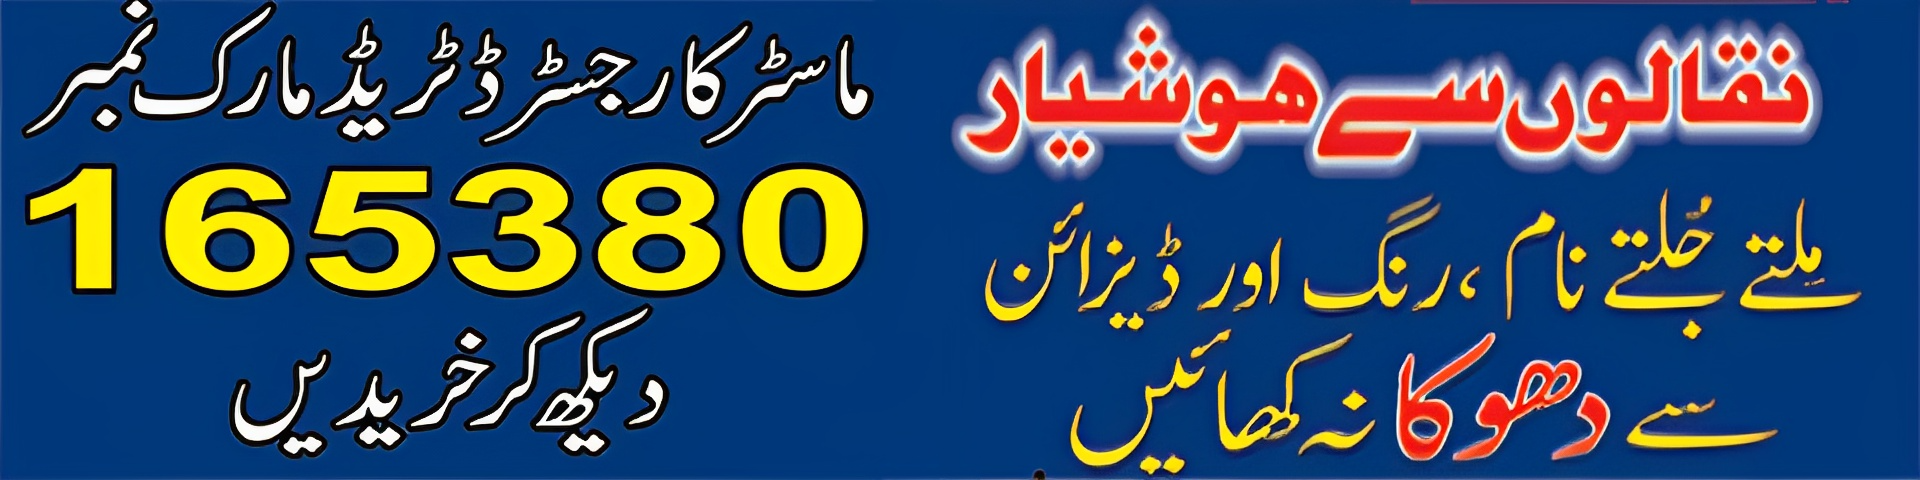 نقالوں سے ھوشیار
مِلتے جُلتے نام ،رنگ اور ڈیزائن
سے دھوکا نہ کھائیں
ماسٹر کا رجسٹرڈ ٹریڈ مارک نمبر
165380
دیکھ کر خریدیں